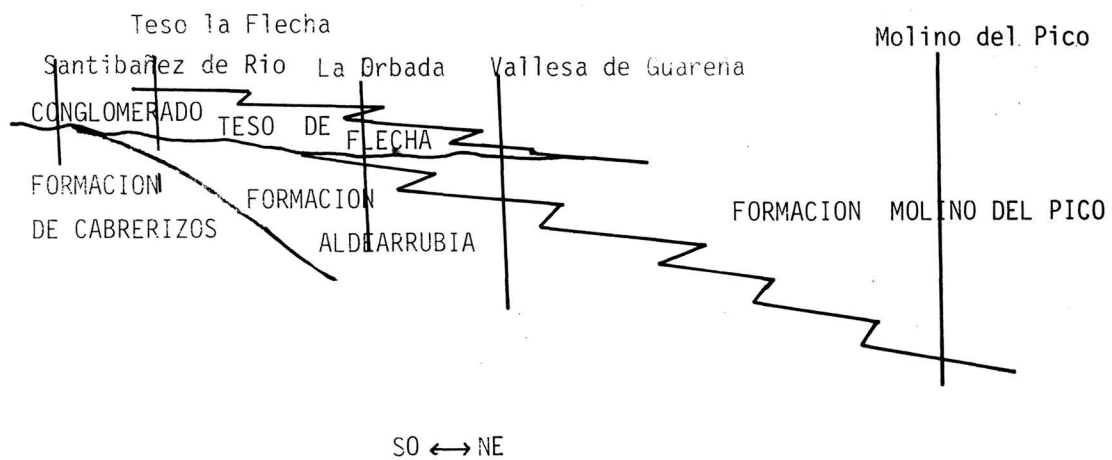 Teso la Flecha
Molino del Pico
Santibañez de Rio La Orbada Vallesa de Guareña
CONGLOMERADO
TESO DE
FLECHA
FORMACION
FORMACION
FORMACION MOLINO DEL PICO
DE CABRERIZOS
ALDEARRUBIA
SO ⟷ NE